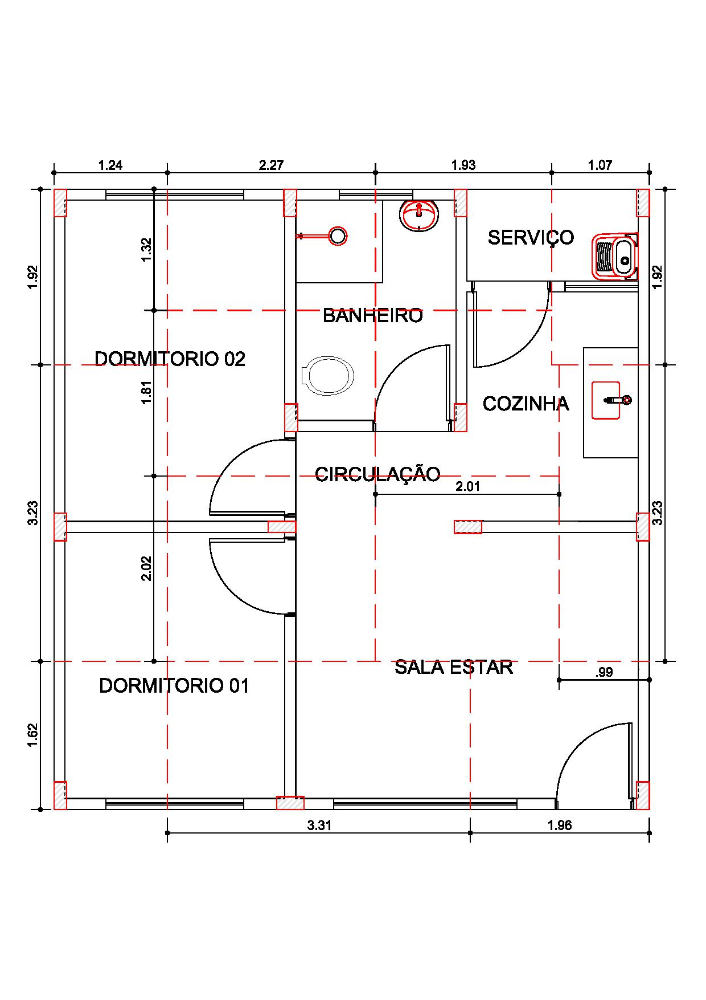 1.24
2.27
1.93
1.07
1.92
1.32
SERVIÇO
1.92
BANHEIRO
DORMITORIO 02
1.81
COZINHA
CIRCULAÇÃO
2.01
3.23
3.23
2.02
SALA ESTAR
.99
DORMITORIO 01
1.62
3.31
1.96